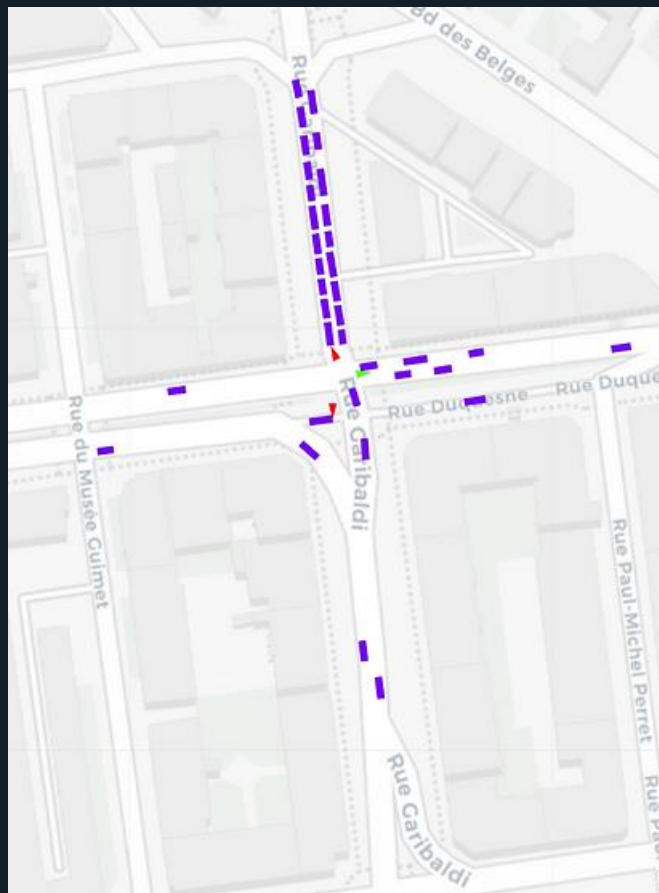 Bd des Belges
Rue Duquesne
Rue Duque
Rue Garibaldi
Rue du Musée Guimet
Rue Paul-Michel Perret
Rue Garibaldi